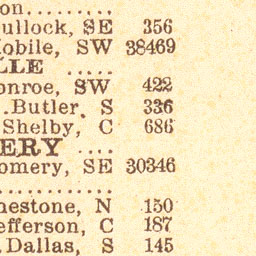 on.........
ullock, SE 356
obile, SW 38469
LLE .....
onroe, SW 422
..Butler, S 336
Shelby, C 686
ERY ....
omery, SE 30346
............
nestone, N 150
efferson, C 187
.Dallas, S 145